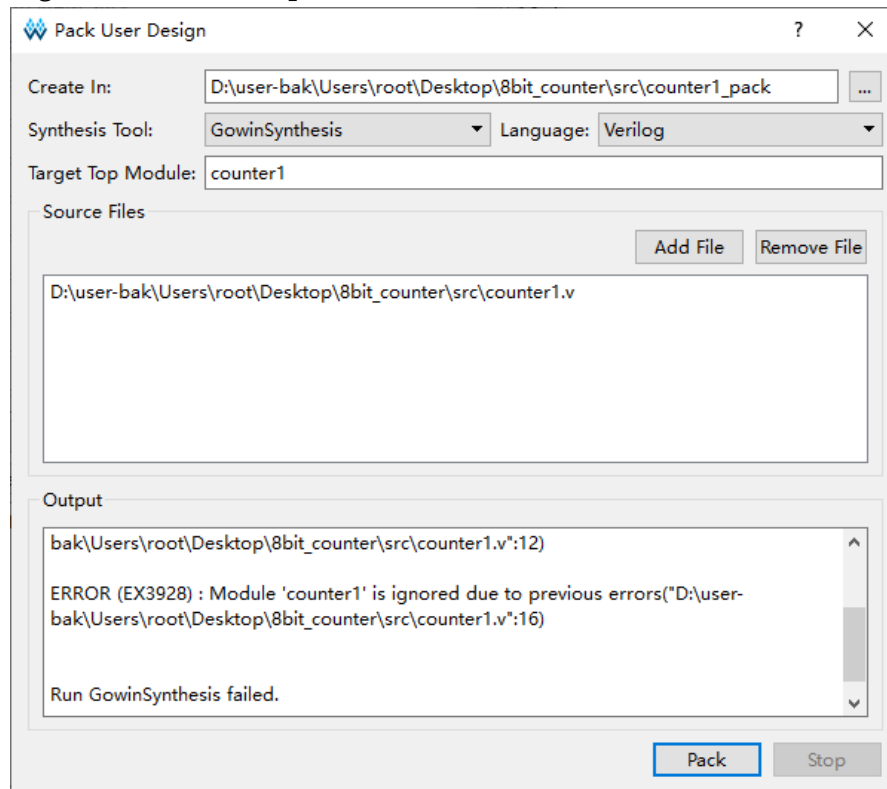 Pack User Design
Create In: D:\user-bak\Users\root\Desktop\8bit_counter\src\counter1_pack ...
Synthesis Tool: GowinSynthesis Language: Verilog
Target Top Module: counter1
Source Files
Add File Remove File
D:\user-bak\Users\root\Desktop\8bit_counter\src\counter1.v
Output
bak\Users\root\Desktop\8bit_counter\src\counter1.v":12)
ERROR (EX3928) : Module 'counter1' is ignored due to previous errors("D:\user-
bak\Users\root\Desktop\8bit_counter\src\counter1.v":16)
Run GowinSynthesis failed.
Pack Stop